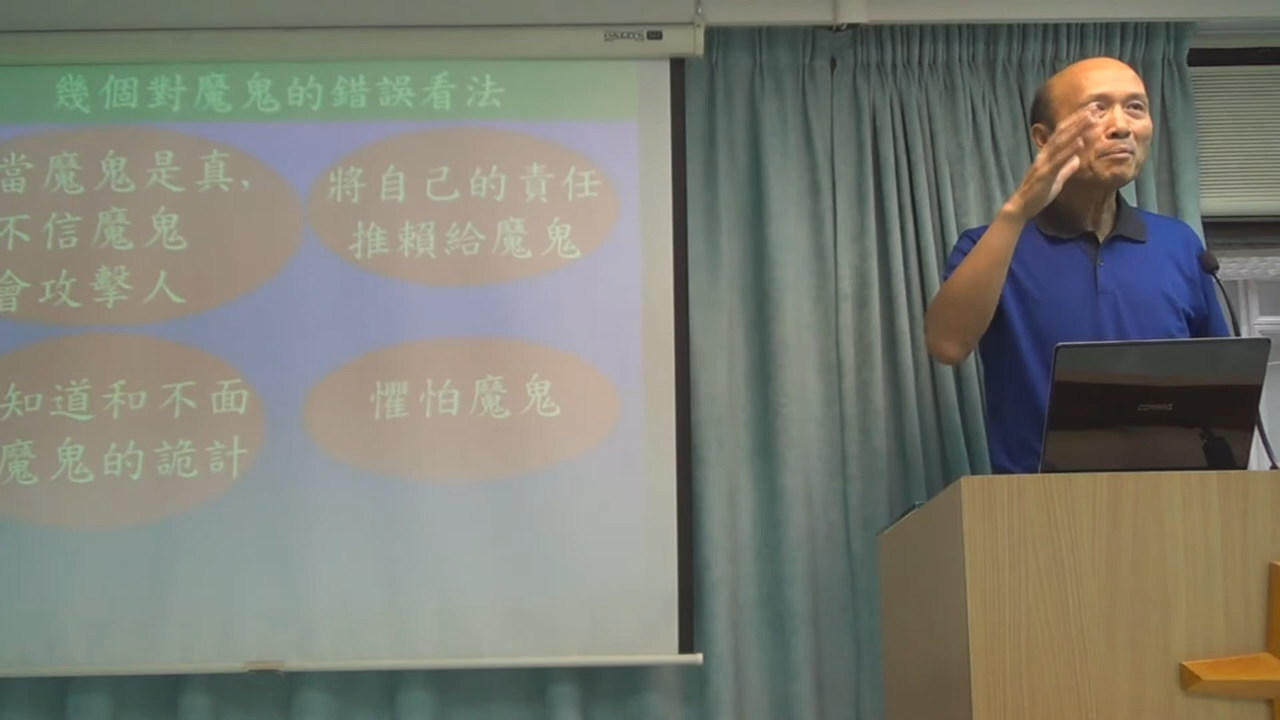 幾個對魔鬼的錯誤看法
當魔鬼是真,
不信魔鬼
會攻擊人
將自己的責任
推賴給魔鬼
知道和不面
魔鬼的詭計
懼怕魔鬼